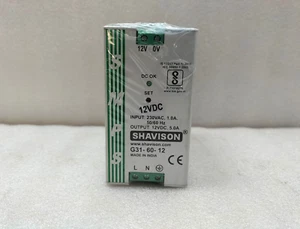 12V 0V
DC OK
SET
12VDC
SMPS
INPUT: 230VAC, 1.0A,
50/60 Hz
OUTPUT: 12VDC, 5.0A
SHAVISON
www.shavison.com
G31- 60- 12
MADE IN INDIA
CE
L N